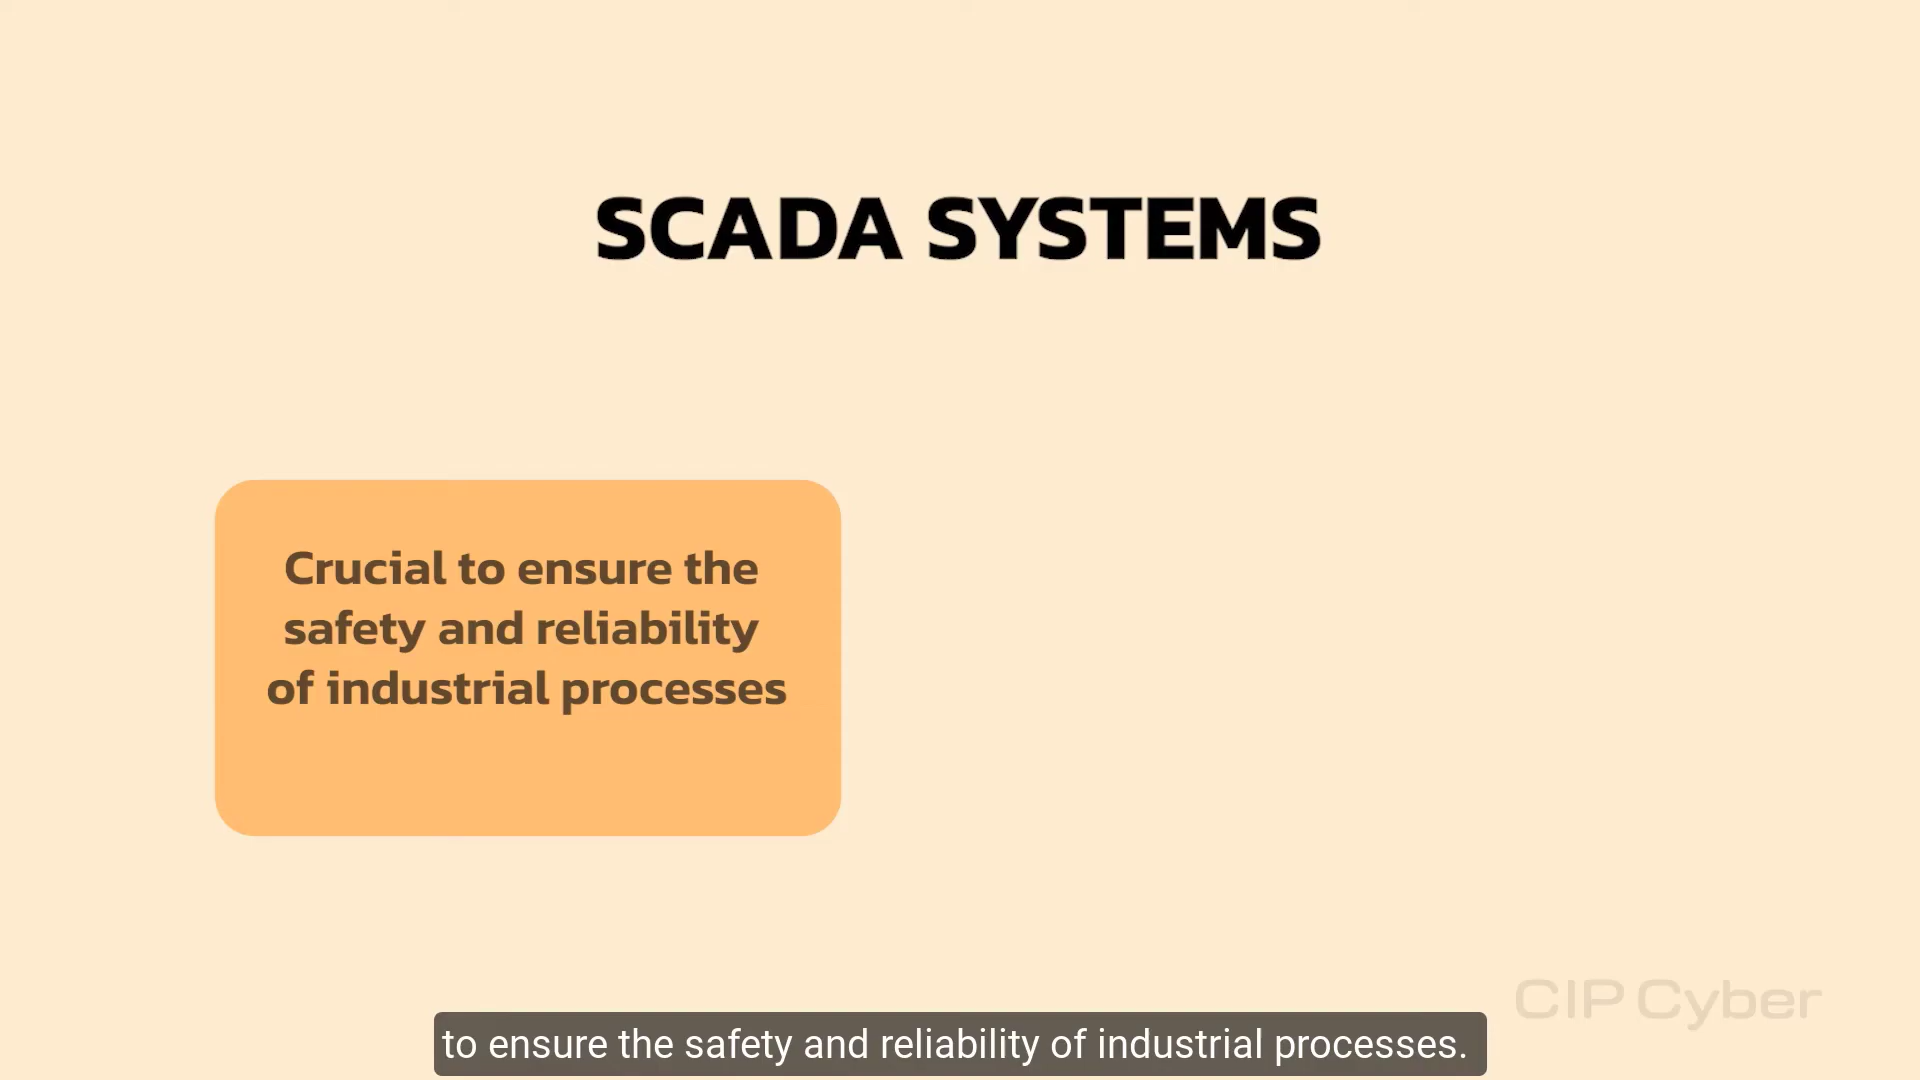 SCADA SYSTEMS
Crucial to ensure the
safety and reliability
of industrial processes
CIP Cyber
to ensure the safety and reliability of industrial processes.